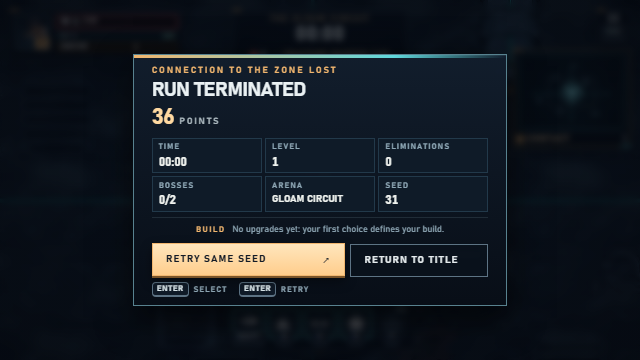 CONNECTION TO THE ZONE LOST
RUN TERMINATED
36 POINTS
TIME
00:00
LEVEL
1
ELIMINATIONS
0
BOSSES
0/2
ARENA
GLOAM CIRCUIT
SEED
31
BUILD No upgrades yet: your first choice defines your build.
RETRY SAME SEED ↗
RETURN TO TITLE
ENTER SELECT ENTER RETRY